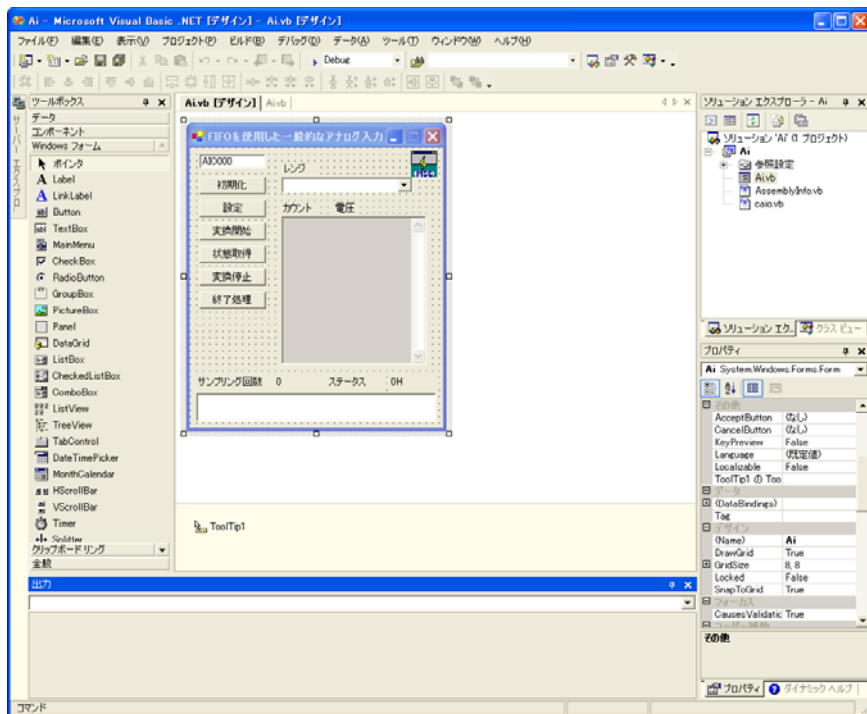 Ai - Microsoft Visual Basic .NET [デザイン] - Ai.vb [デザイン]
ファイル(F) 編集(E) 表示(V) プロジェクト(P) ビルド(B) デバッグ(D) データ(A) ツール(T) ウィンドウ(W) ヘルプ(H)
Debug
サーバー エクスプロ
ツールボックス
データ
コンポーネント
Windows フォーム
ポインタ
Label
LinkLabel
Button
TextBox
MainMenu
CheckBox
RadioButton
GroupBox
PictureBox
Panel
DataGrid
ListBox
CheckedListBox
ComboBox
ListView
TreeView
TabControl
DateTimePicker
MonthCalendar
HScrollBar
VScrollBar
Timer
Splitter
クリップボード リング
全般
Ai.vb [デザイン] Ai.vb
FIFOを使用した一般的なアナログ入力
AIO000
初期化
設定
変換開始
状態取得
変換停止
終了処理
レンジ
カウント 電圧
サンプリング回数 0 ステータス 0H
ToolTip1
ソリューション エクスプローラ - Ai
ソリューション 'Ai' (1 プロジェクト)
Ai
参照設定
Ai.vb
AssemblyInfo.vb
caio.vb
ソリューション エク... クラス ビュー
プロパティ
Ai System.Windows.Forms.Form
その他
AcceptButton (なし)
CancelButton (なし)
KeyPreview False
Language (既定値)
Localizable False
ToolTip1 の Too
データ
(DataBindings)
Tag
デザイン
(Name) Ai
DrawGrid True
GridSize 8, 8
Locked False
SnapToGrid True
フォーカス
CausesValidatic True
ユーザー補助
その他
プロパティ ダイナミック ヘルプ
出力
コマンド